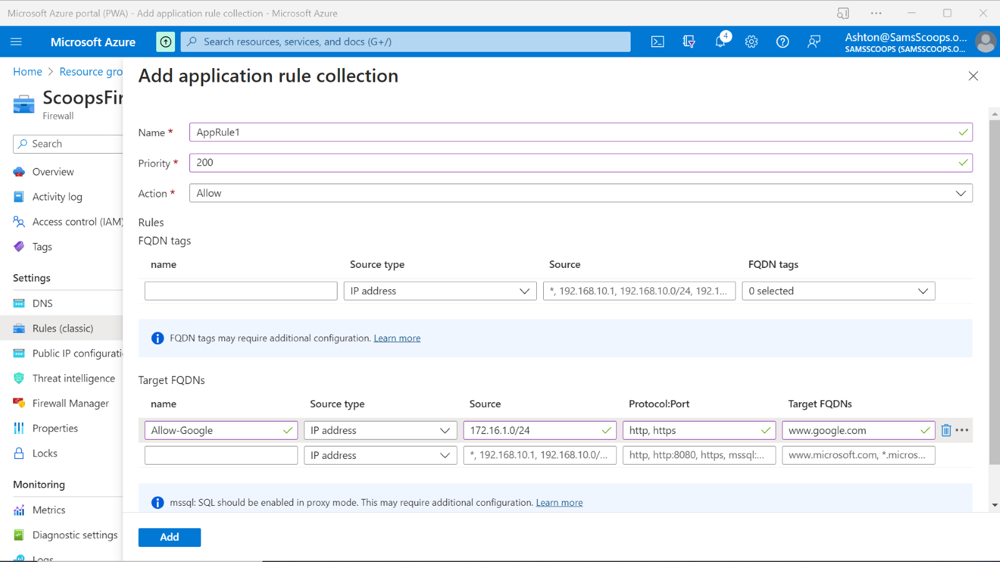 Microsoft Azure portal (PWA) - Add application rule collection - Microsoft Azure
Microsoft Azure
Search resources, services, and docs (G+/)
4
Ashton@SamsScoops.o...
SAMSSCOOPS (SAMSSCOOPS.O...
Home > Resource gro
ScoopsFir
Firewall
Search
Overview
Activity log
Access control (IAM)
Tags
Settings
DNS
Rules (classic)
Public IP configurati
Threat intelligence
Firewall Manager
Properties
Locks
Monitoring
Metrics
Diagnostic settings
Logs
Add application rule collection
Name * AppRule1
Priority * 200
Action * Allow
Rules
FQDN tags
name Source type Source FQDN tags
IP address *, 192.168.10.1, 192.168.10.0/24, 192.1... 0 selected
FQDN tags may require additional configuration. Learn more
Target FQDNs
name Source type Source Protocol:Port Target FQDNs
Allow-Google IP address 172.16.1.0/24 http, https www.google.com
IP address *, 192.168.10.1, 192.168.10.0/... http, http:8080, https, mssql:... www.microsoft.com, *.micros...
mssql: SQL should be enabled in proxy mode. This may require additional configuration. Learn more
Add